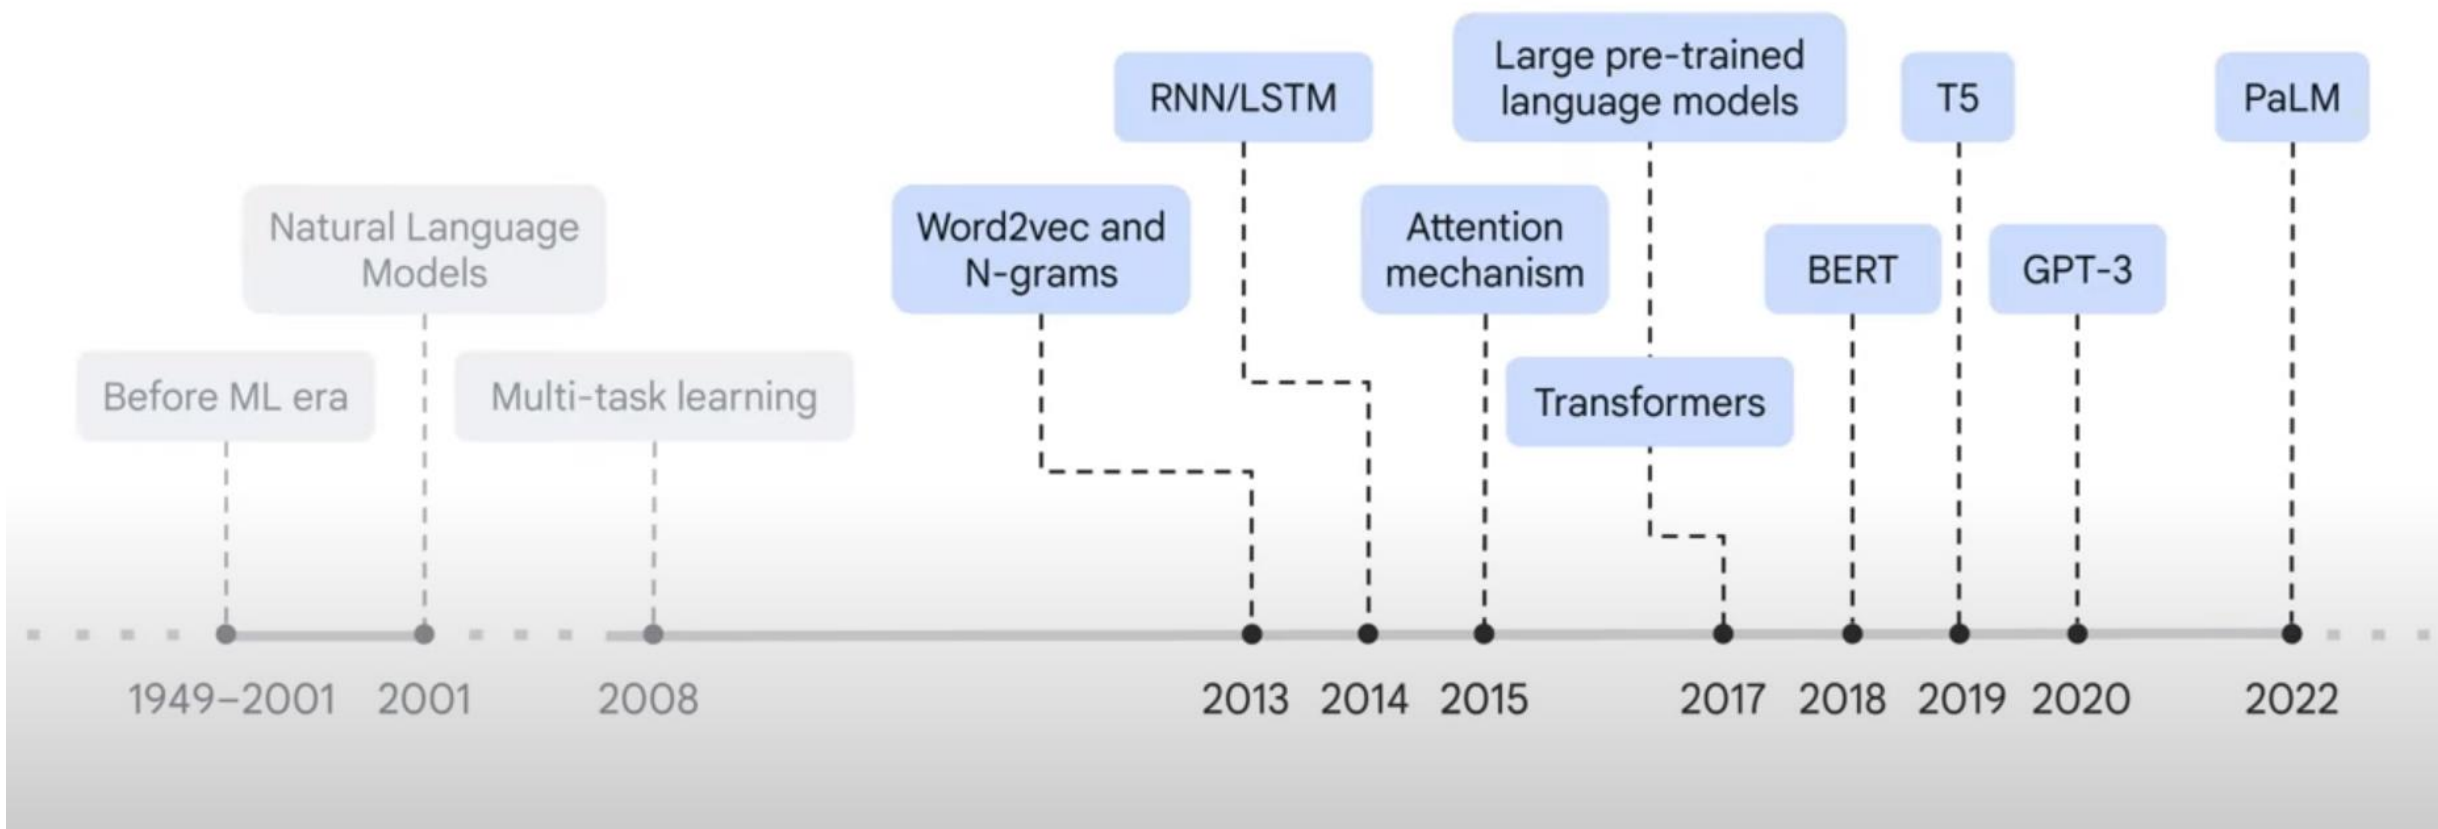 Large pre-trained
language models
RNN/LSTM
T5
PaLM
Natural Language
Models
Word2vec and
N-grams
Attention
mechanism
BERT
GPT-3
Before ML era
Multi-task learning
Transformers
1949–2001
2001
2008
2013
2014
2015
2017
2018
2019
2020
2022